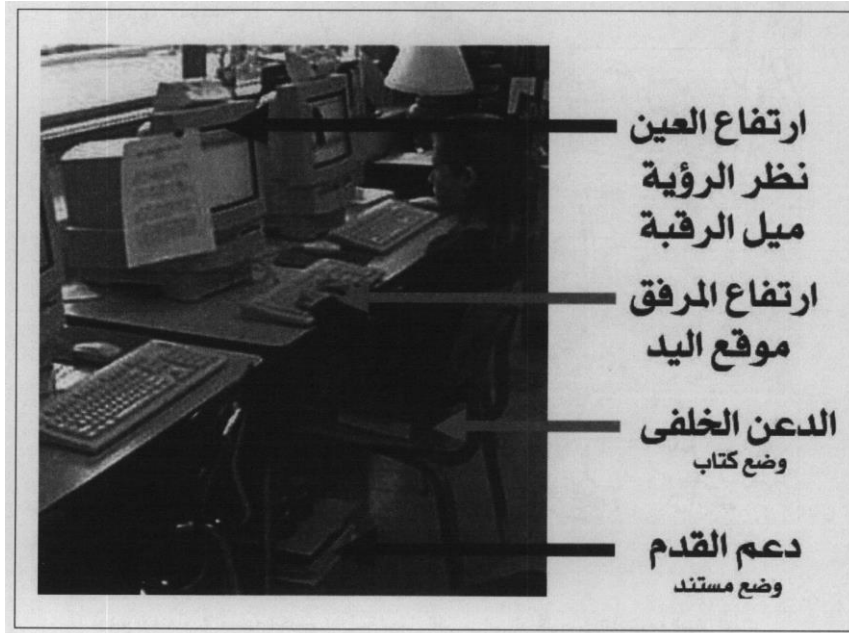 ارتفاع العين
نظر الرؤية
ميل الرقبة
ارتفاع المرفق
موقع اليد
الدعن الخلفى
وضع كتاب
دعم القدم
وضع مستند